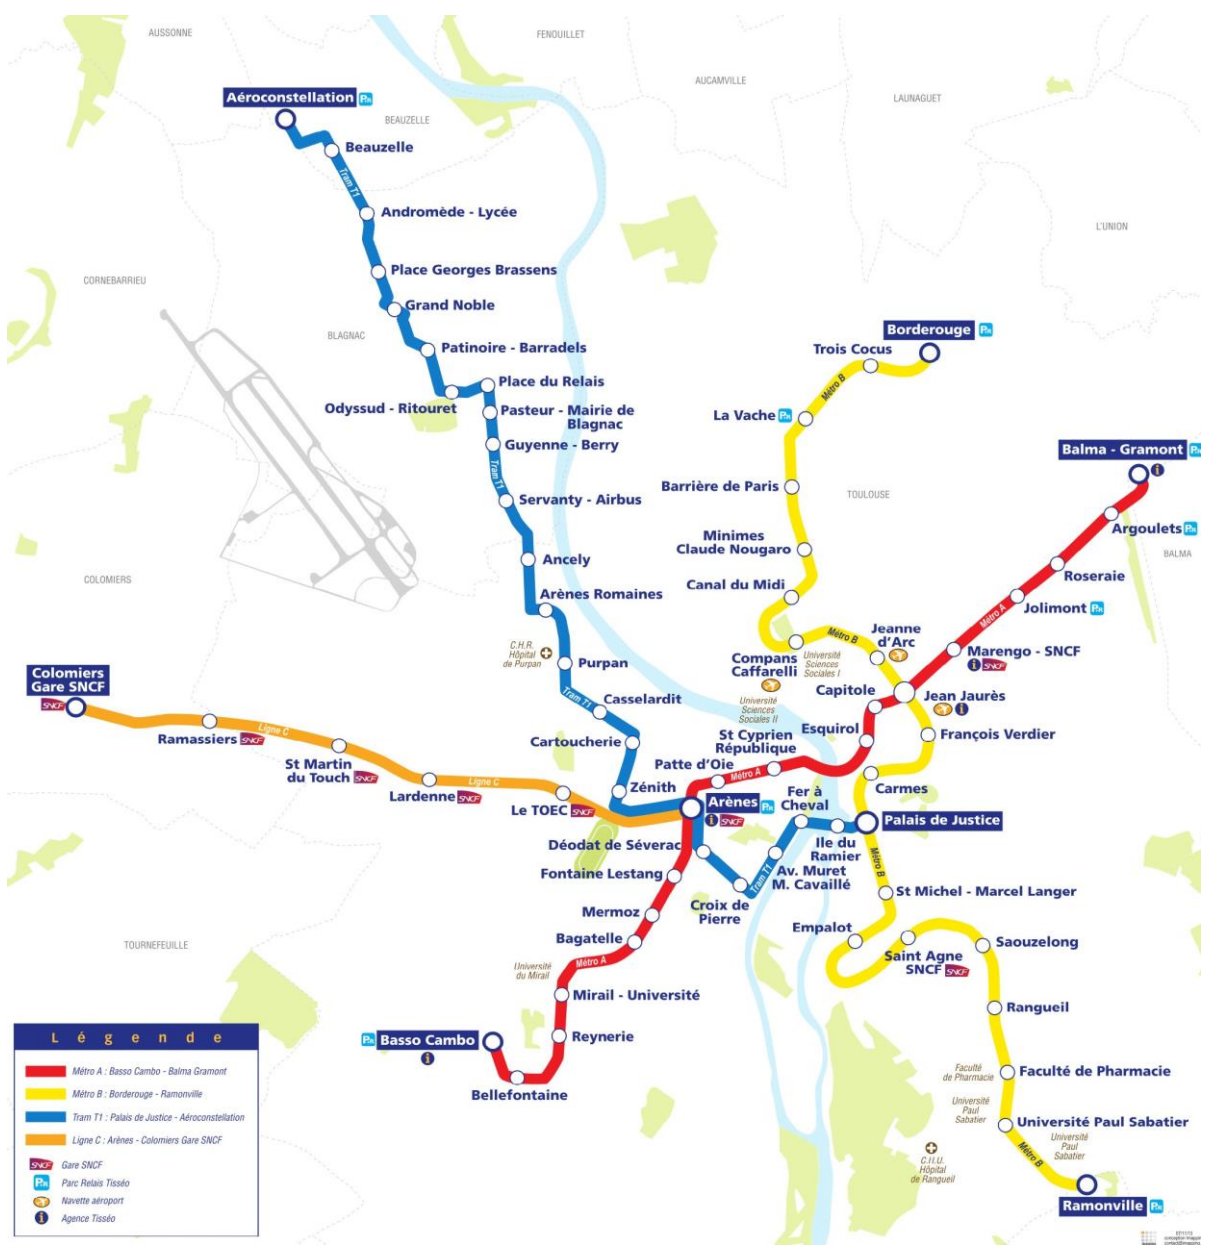 AUSSONNE
FENOUILLET
AUCAMVILLE
LAUNAGUET
Aéroconstellation
BEAUZELLE
Beauzelle
Tram T1
Andromède - Lycée
L'UNION
Place Georges Brassens
CORNEBARRIEU
Grand Noble
BLAGNAC
Patinoire - Barradels
Borderouge
Trois Cocus
Métro B
Place du Relais
Odyssud - Ritouret
Pasteur - Mairie de
Blagnac
La Vache
Guyenne - Berry
Tram T1
Balma - Gramont
Barrière de Paris
TOULOUSE
Servanty - Airbus
Argoulets
Minimes
Claude Nougaro
BALMA
Ancely
COLOMIERS
Canal du Midi
Roseraie
Arènes Romaines
Jolimont
Métro A
C.H.R.
Hôpital
de Purpan
Purpan
Métro B
Jeanne
d'Arc
Marengo - SNCF
SNCF
Compans
Caffarelli
Université
Sciences
Sociales I
Colomiers
Gare SNCF
SNCF
Tram T1
Casselardit
Université
Sciences
Sociales II
Capitole
Jean Jaurès
Ramassiers
SNCF
Ligne C
Cartoucherie
Esquirol
François Verdier
St Martin
du Touch
SNCF
St Cyprien
République
Patte d'Oie
Métro A
Ligne C
Lardenne
SNCF
Zénith
Carmes
Le TOEC
SNCF
Arènes
SNCF
Fer à
Cheval
Palais de Justice
Déodat de Séverac
Ile du
Ramier
Fontaine Lestang
Tram T1
Av. Muret
M. Cavaillé
Métro B
St Michel - Marcel Langer
Croix de
Pierre
Mermoz
Empalot
Bagatelle
TOURNEFEUILLE
Saint Agne
SNCF
SNCF
Saouzelong
Métro A
Université
du Mirail
Mirail - Université
Rangueil
Basso Cambo
Reynerie
Bellefontaine
Faculté
de Pharmacie
Faculté de Pharmacie
Université
Paul
Sabatier
Université Paul Sabatier
Université
Paul
Sabatier
Métro B
C.I.U.
Hôpital
de Rangueil
Ramonville
Légende
Métro A : Basso Cambo - Balma Gramont
Métro B : Borderouge - Ramonville
Tram T1 : Palais de Justice - Aéroconstellation
Ligne C : Arènes - Colomiers Gare SNCF
SNCF Gare SNCF
Parc Relais Tisséo
Navette aéroport
i Agence Tisséo